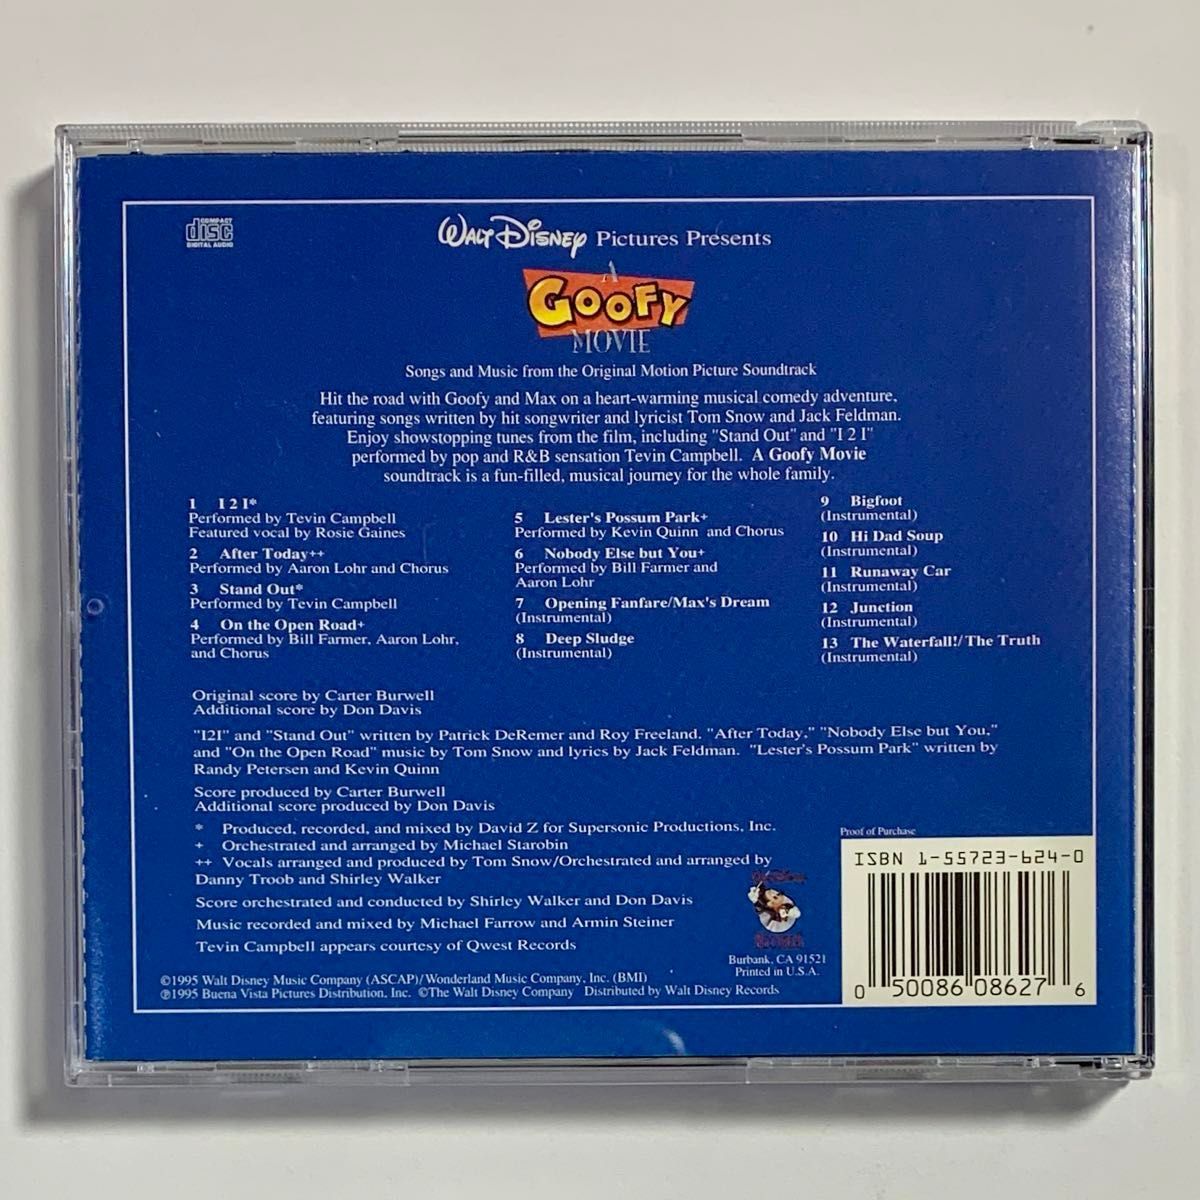 COMPACT
disc
DIGITAL AUDIO
WALT DISNEY Pictures Presents
A
GOOFY
MOVIE
Songs and Music from the Original Motion Picture Soundtrack
Hit the road with Goofy and Max on a heart-warming musical comedy adventure,
featuring songs written by hit songwriter and lyricist Tom Snow and Jack Feldman.
Enjoy showstopping tunes from the film, including "Stand Out" and "I 2 I"
performed by pop and R&B sensation Tevin Campbell. A Goofy Movie
soundtrack is a fun-filled, musical journey for the whole family.
1 I 2 I*
Performed by Tevin Campbell
Featured vocal by Rosie Gaines
2 After Today++
Performed by Aaron Lohr and Chorus
3 Stand Out*
Performed by Tevin Campbell
4 On the Open Road+
Performed by Bill Farmer, Aaron Lohr,
and Chorus
5 Lester's Possum Park+
Performed by Kevin Quinn and Chorus
6 Nobody Else but You+
Performed by Bill Farmer and
Aaron Lohr
7 Opening Fanfare/Max's Dream
(Instrumental)
8 Deep Sludge
(Instrumental)
9 Bigfoot
(Instrumental)
10 Hi Dad Soup
(Instrumental)
11 Runaway Car
(Instrumental)
12 Junction
(Instrumental)
13 The Waterfall!/The Truth
(Instrumental)
Original score by Carter Burwell
Additional score by Don Davis
"I2I" and "Stand Out" written by Patrick DeRemer and Roy Freeland. "After Today," "Nobody Else but You,"
and "On the Open Road" music by Tom Snow and lyrics by Jack Feldman. "Lester's Possum Park" written by
Randy Petersen and Kevin Quinn
Score produced by Carter Burwell
Additional score produced by Don Davis
* Produced, recorded, and mixed by David Z for Supersonic Productions, Inc.
+ Orchestrated and arranged by Michael Starobin
++ Vocals arranged and produced by Tom Snow/Orchestrated and arranged by
Danny Troob and Shirley Walker
Score orchestrated and conducted by Shirley Walker and Don Davis
Music recorded and mixed by Michael Farrow and Armin Steiner
Tevin Campbell appears courtesy of Qwest Records
©1995 Walt Disney Music Company (ASCAP)/Wonderland Music Company, Inc. (BMI)
℗1995 Buena Vista Pictures Distribution, Inc. ©The Walt Disney Company Distributed by Walt Disney Records
Burbank, CA 91521
Printed in U.S.A.
Proof of Purchase
ISBN 1-55723-624-0
0 50086 08627 6